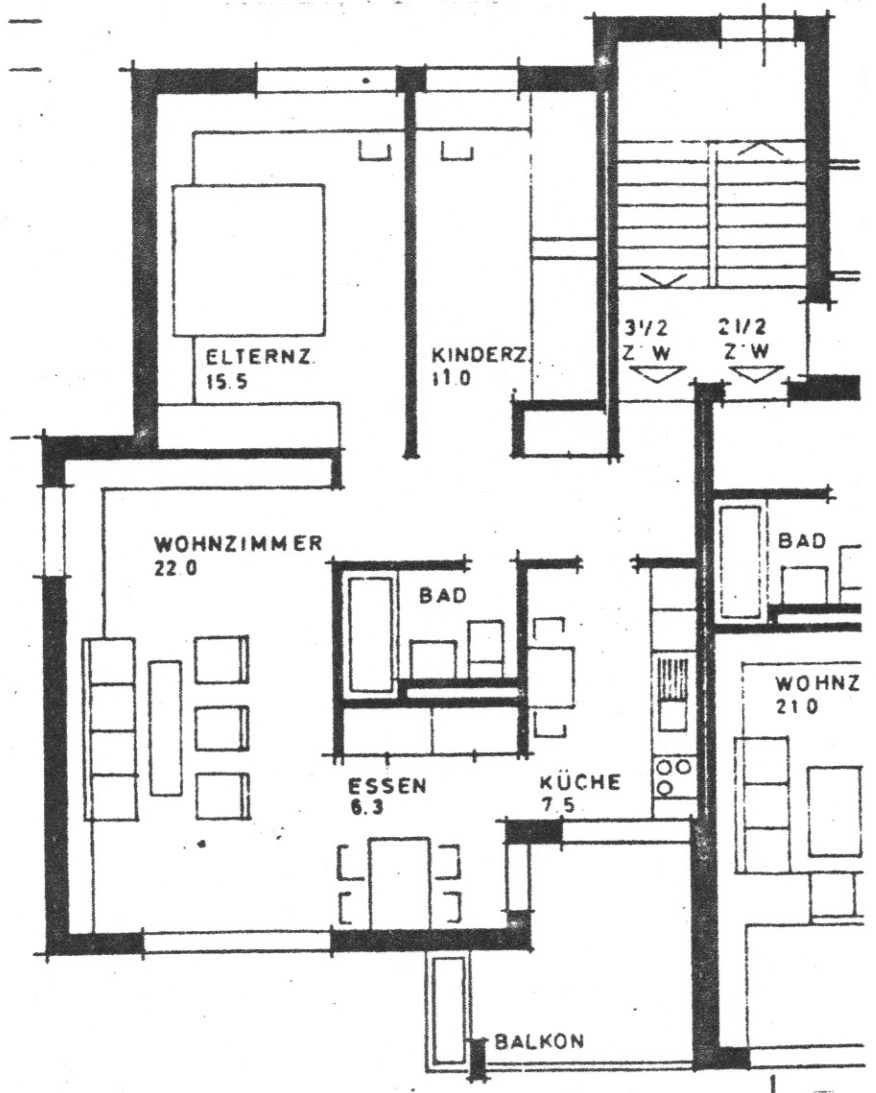 3 1/2
Z'W
2 1/2
Z'W
ELTERNZ.
15.5
KINDERZ.
11.0
WOHNZIMMER
22.0
BAD
BAD
WOHNZ
21.0
ESSEN
6.3
KÜCHE
7.5
BALKON